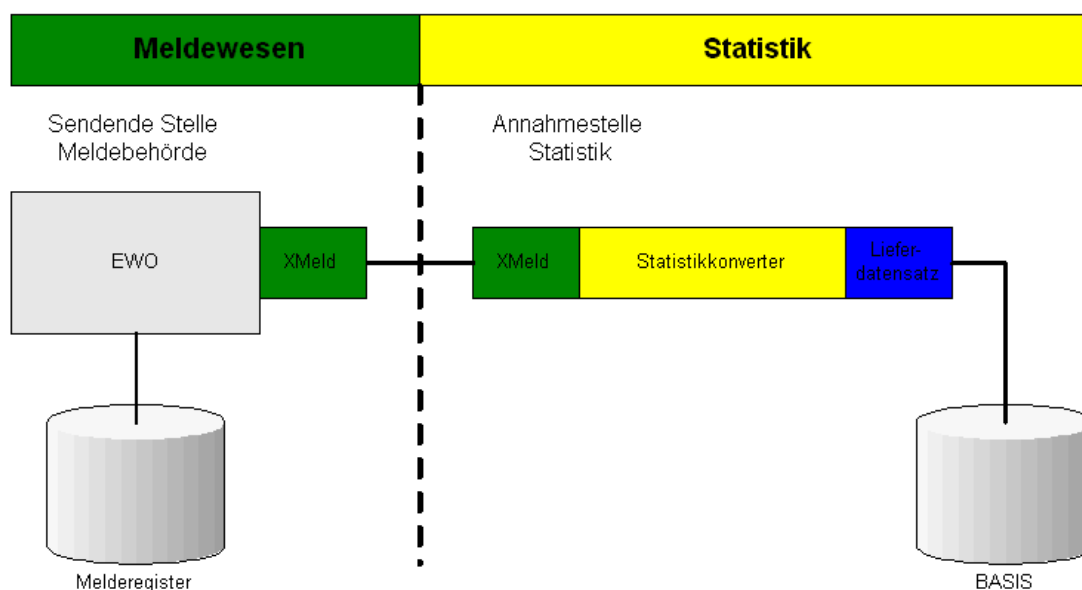 Meldewesen
Statistik
Sendende Stelle
Meldebehörde
Annahmestelle
Statistik
EWO
XMeld
XMeld
Statistikkonverter
Liefer-
datensatz
Melderegister
BASIS